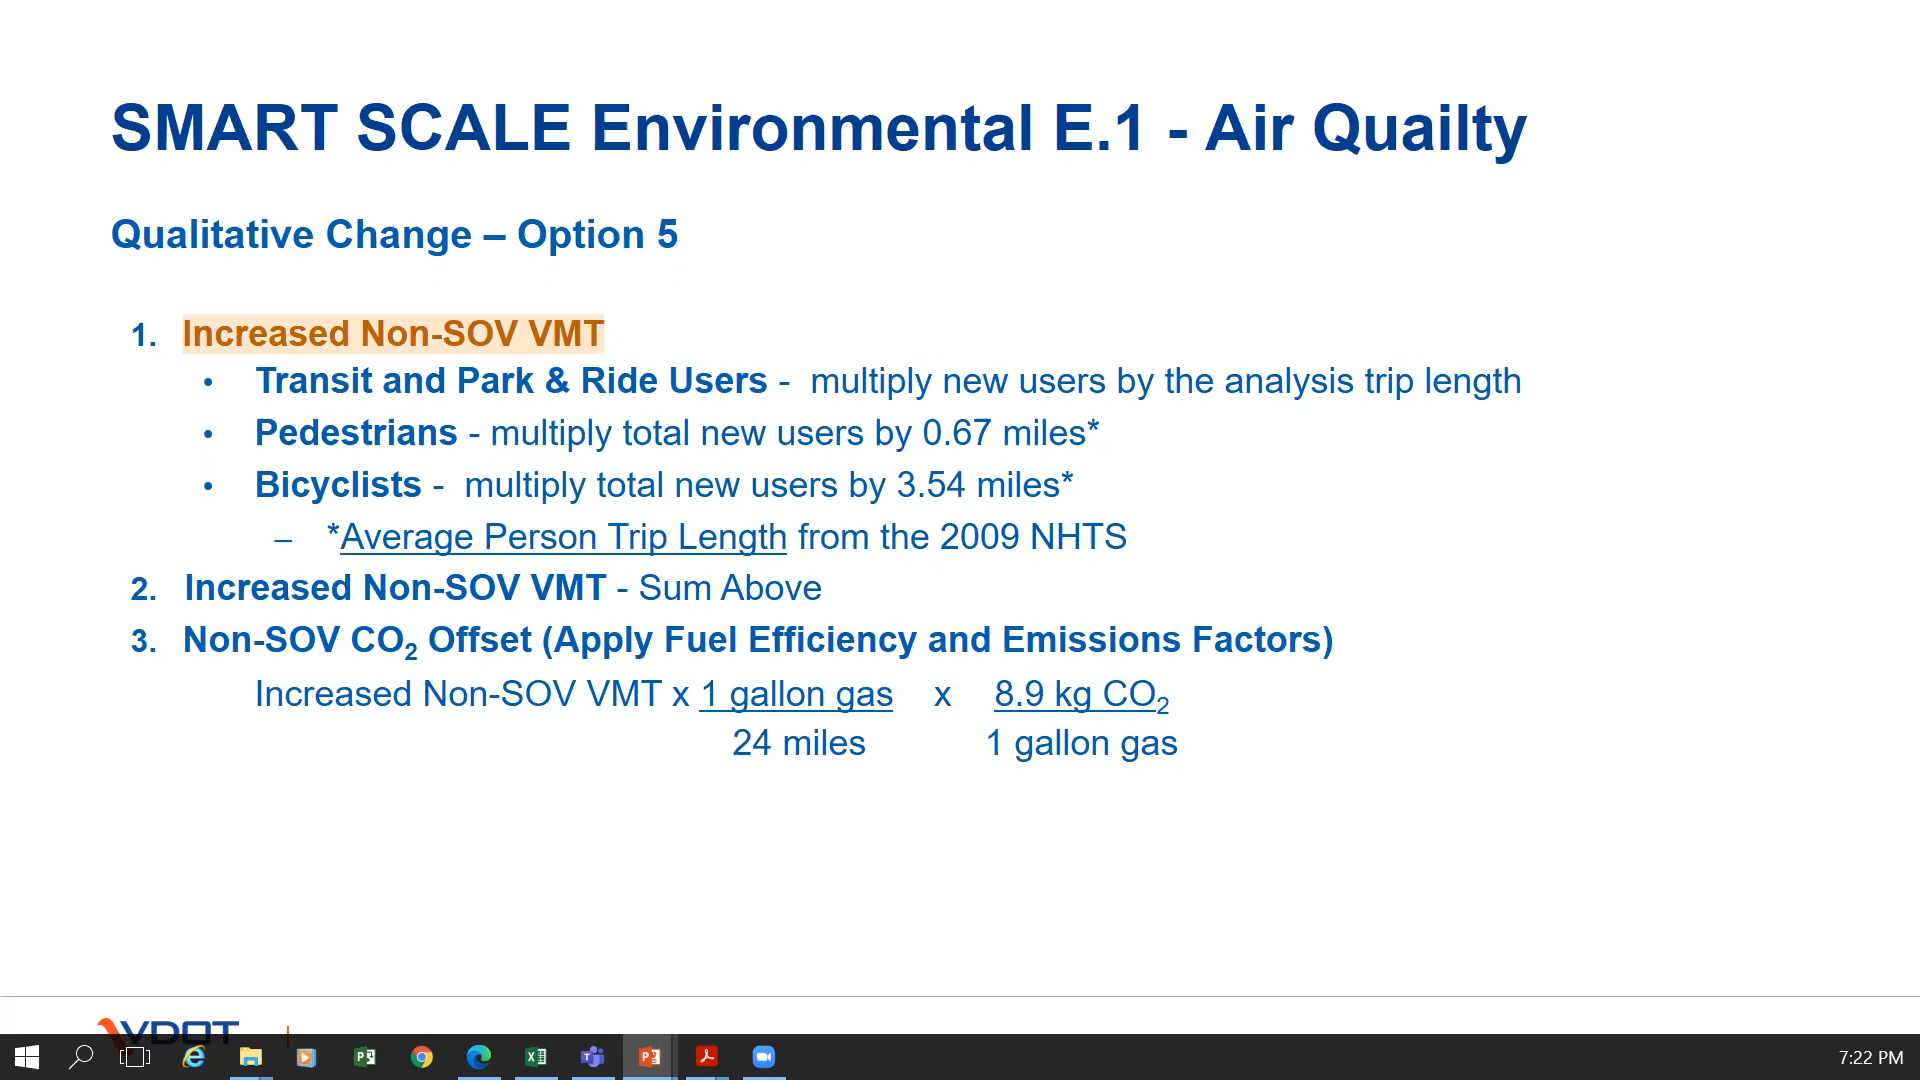 SMART SCALE Environmental E.1 - Air Quailty
Qualitative Change – Option 5
1. Increased Non-SOV VMT
• Transit and Park & Ride Users - multiply new users by the analysis trip length
• Pedestrians - multiply total new users by 0.67 miles*
• Bicyclists - multiply total new users by 3.54 miles*
– *Average Person Trip Length from the 2009 NHTS
2. Increased Non-SOV VMT - Sum Above
3. Non-SOV CO₂ Offset (Apply Fuel Efficiency and Emissions Factors)
Increased Non-SOV VMT x 1 gallon gas x 8.9 kg CO₂
24 miles 1 gallon gas
VDOT
7:22 PM